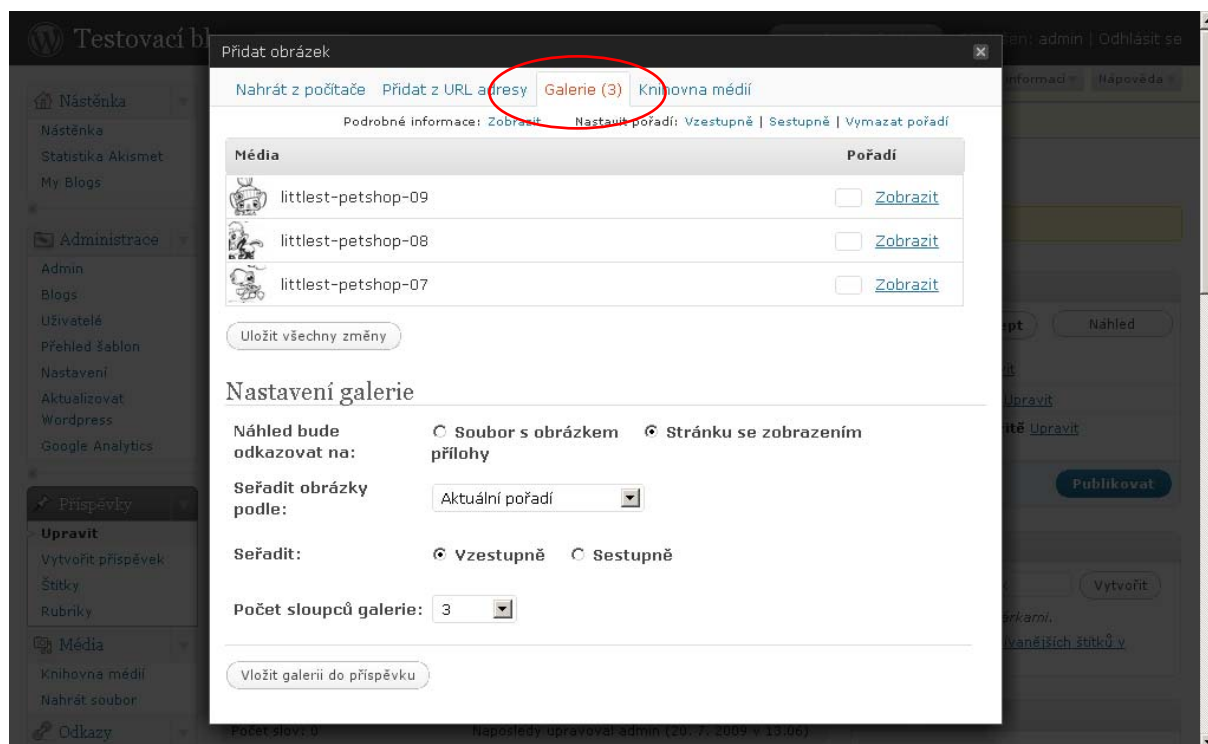 Testovací bl
Přidat obrázek
admin | Odhlásit se
Nahrát z počítače Přidat z URL adresy Galerie (3) Knihovna médií
informací Nápověda
Podrobné informace: Zobrazit Nastavit pořadí: Vzestupně | Sestupně | Vymazat pořadí
Média Pořadí
littlest-petshop-09 Zobrazit
littlest-petshop-08 Zobrazit
littlest-petshop-07 Zobrazit
Uložit všechny změny
Nastavení galerie
Náhled bude
odkazovat na:
Soubor s obrázkem Stránku se zobrazením
přílohy
Seřadit obrázky
podle:
Aktuální pořadí
Seřadit: Vzestupně Sestupně
Počet sloupců galerie: 3
Vložit galerii do příspěvku
Nástěnka
Nástěnka
Statistika Akismet
My Blogs
Administrace
Admin
Blogs
Uživatelé
Přehled šablon
Nastavení
Aktualizovat
Wordpress
Google Analytics
Příspěvky
Upravit
Vytvořit příspěvek
Štítky
Rubriky
Média
Knihovna médií
Nahrát soubor
Odkazy
Náhled
Upravit
Upravit
Publikovat
Vytvořit
štítků v
Počet slov: 0 Naposledy upravoval admin (20. 7. 2009 v 13.06)